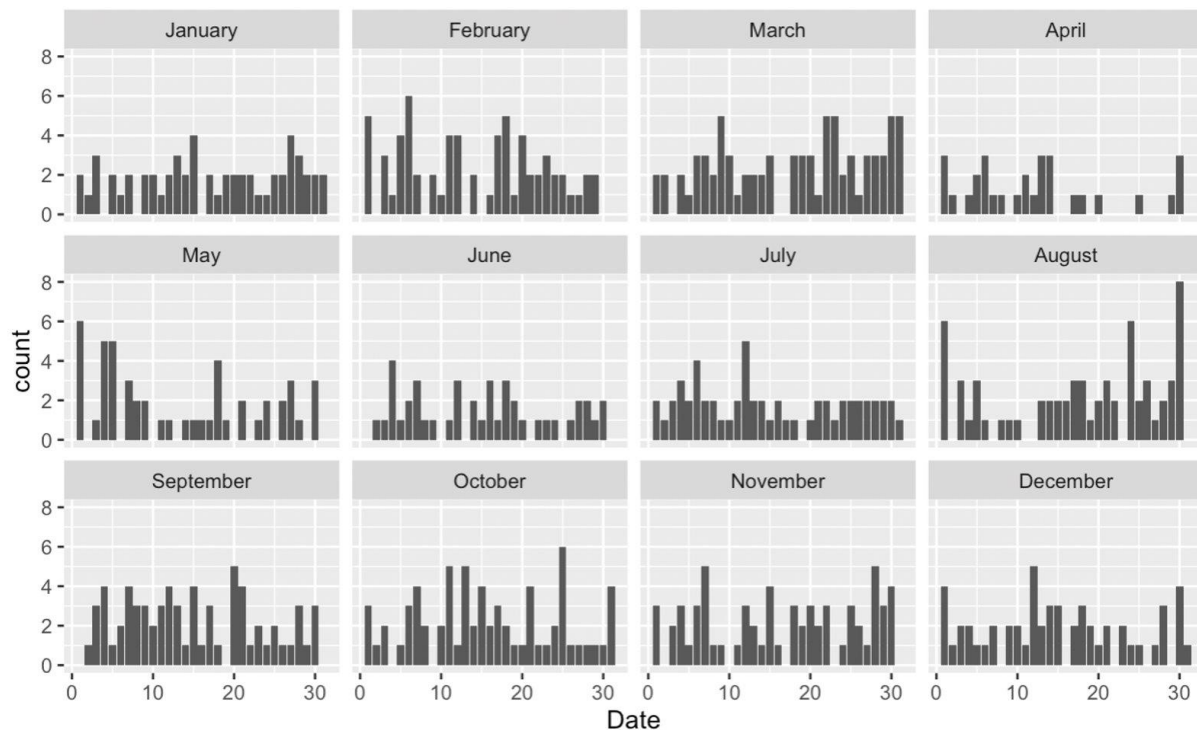 January February March April
8
6
4
2
0
May June July August
8
6
4
2
0
count
September October November December
8
6
4
2
0
0 10 20 30 0 10 20 30 0 10 20 30 0 10 20 30
Date